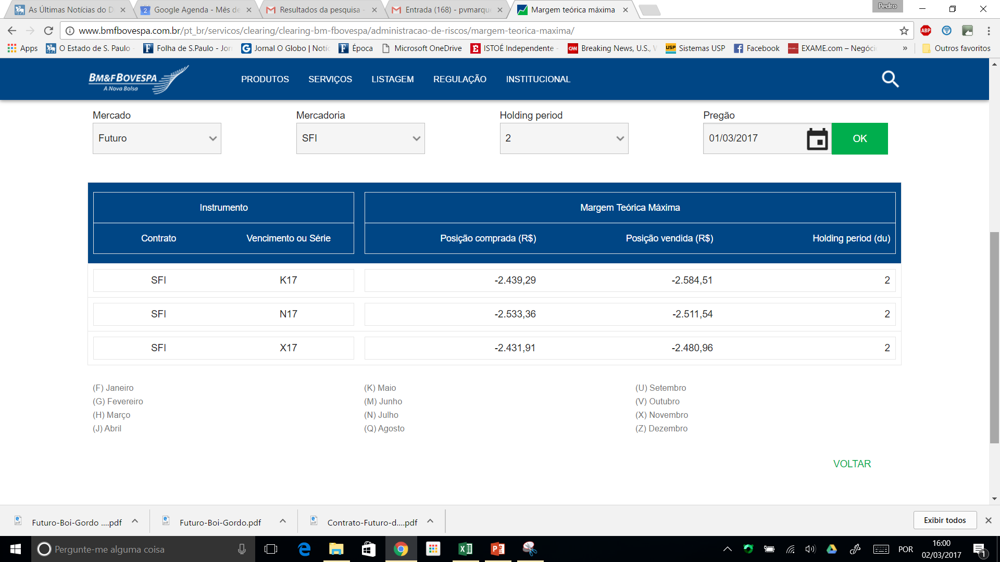 As Últimas Notícias do D
Google Agenda - Mês de
Resultados da pesquisa -
Entrada (168) - pvmarque
Margem teórica máxima
Pedro
www.bmfbovespa.com.br/pt_br/servicos/clearing/clearing-bm-fbovespa/administracao-de-riscos/margem-teorica-maxima/
ABP
Apps
O Estado de S. Paulo -
Folha de S.Paulo - Jorn
Jornal O Globo | Notíc
Época
Microsoft OneDrive
ISTOÉ Independente -
Breaking News, U.S., W
Sistemas USP
Facebook
EXAME.com – Negóci
»
Outros favoritos
BM&FBOVESPA
A Nova Bolsa
PRODUTOS
SERVIÇOS
LISTAGEM
REGULAÇÃO
INSTITUCIONAL
Mercado Mercadoria Holding period Pregão
Futuro SFI 2 01/03/2017 OK
Instrumento Margem Teórica Máxima
Contrato Vencimento ou Série Posição comprada (R$) Posição vendida (R$) Holding period (du)
SFI K17 -2.439,29 -2.584,51 2
SFI N17 -2.533,36 -2.511,54 2
SFI X17 -2.431,91 -2.480,96 2
(F) Janeiro (K) Maio (U) Setembro
(G) Fevereiro (M) Junho (V) Outubro
(H) Março (N) Julho (X) Novembro
(J) Abril (Q) Agosto (Z) Dezembro
VOLTAR
Futuro-Boi-Gordo ....pdf
Futuro-Boi-Gordo.pdf
Contrato-Futuro-d....pdf
Exibir todos
Pergunte-me alguma coisa
POR
16:00
02/03/2017
1